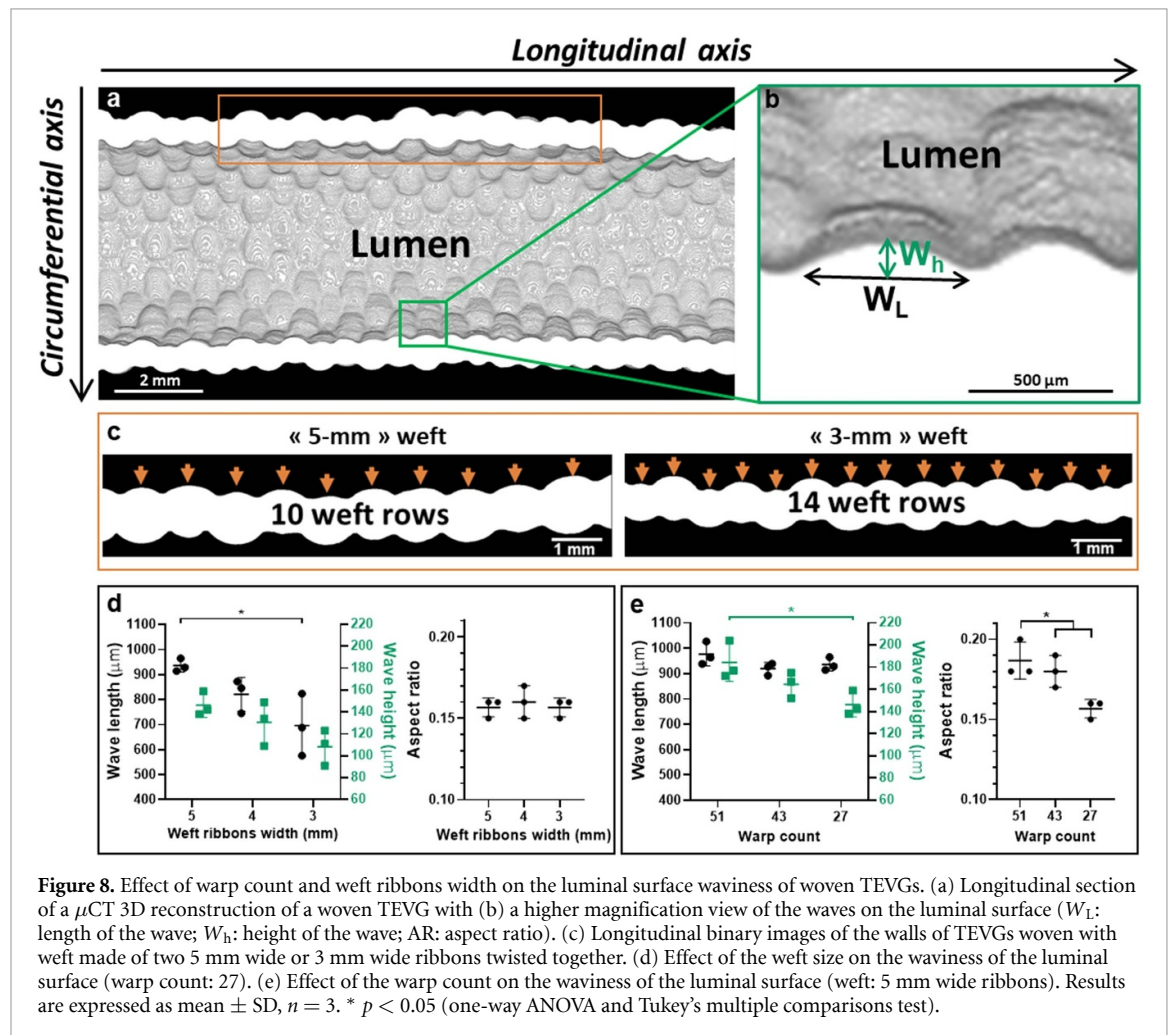 Longitudinal axis
Circumferential axis
a
Lumen
2 mm
b
Lumen
Wh
WL
500 µm
c
« 5-mm » weft
« 3-mm » weft
10 weft rows
14 weft rows
1 mm
1 mm
d
*
1100
1000
900
800
700
600
500
400
Wave length (µm)
220
200
180
160
140
120
100
80
60
Wave height (µm)
5 4 3
Weft ribbons width (mm)
0.20
0.15
0.10
Aspect ratio
5 4 3
Weft ribbons width (mm)
e
*
1100
1000
900
800
700
600
500
400
Wave length (µm)
220
200
180
160
140
120
100
80
60
Wave height (µm)
51 43 27
Warp count
*
0.20
0.15
0.10
Aspect ratio
51 43 27
Warp count
Figure 8. Effect of warp count and weft ribbons width on the luminal surface waviness of woven TEVGs. (a) Longitudinal section
of a µCT 3D reconstruction of a woven TEVG with (b) a higher magnification view of the waves on the luminal surface (WL:
length of the wave; Wh: height of the wave; AR: aspect ratio). (c) Longitudinal binary images of the walls of TEVGs woven with
weft made of two 5 mm wide or 3 mm wide ribbons twisted together. (d) Effect of the weft size on the waviness of the luminal
surface (warp count: 27). (e) Effect of the warp count on the waviness of the luminal surface (weft: 5 mm wide ribbons). Results
are expressed as mean ± SD, n = 3. * p < 0.05 (one-way ANOVA and Tukey's multiple comparisons test).